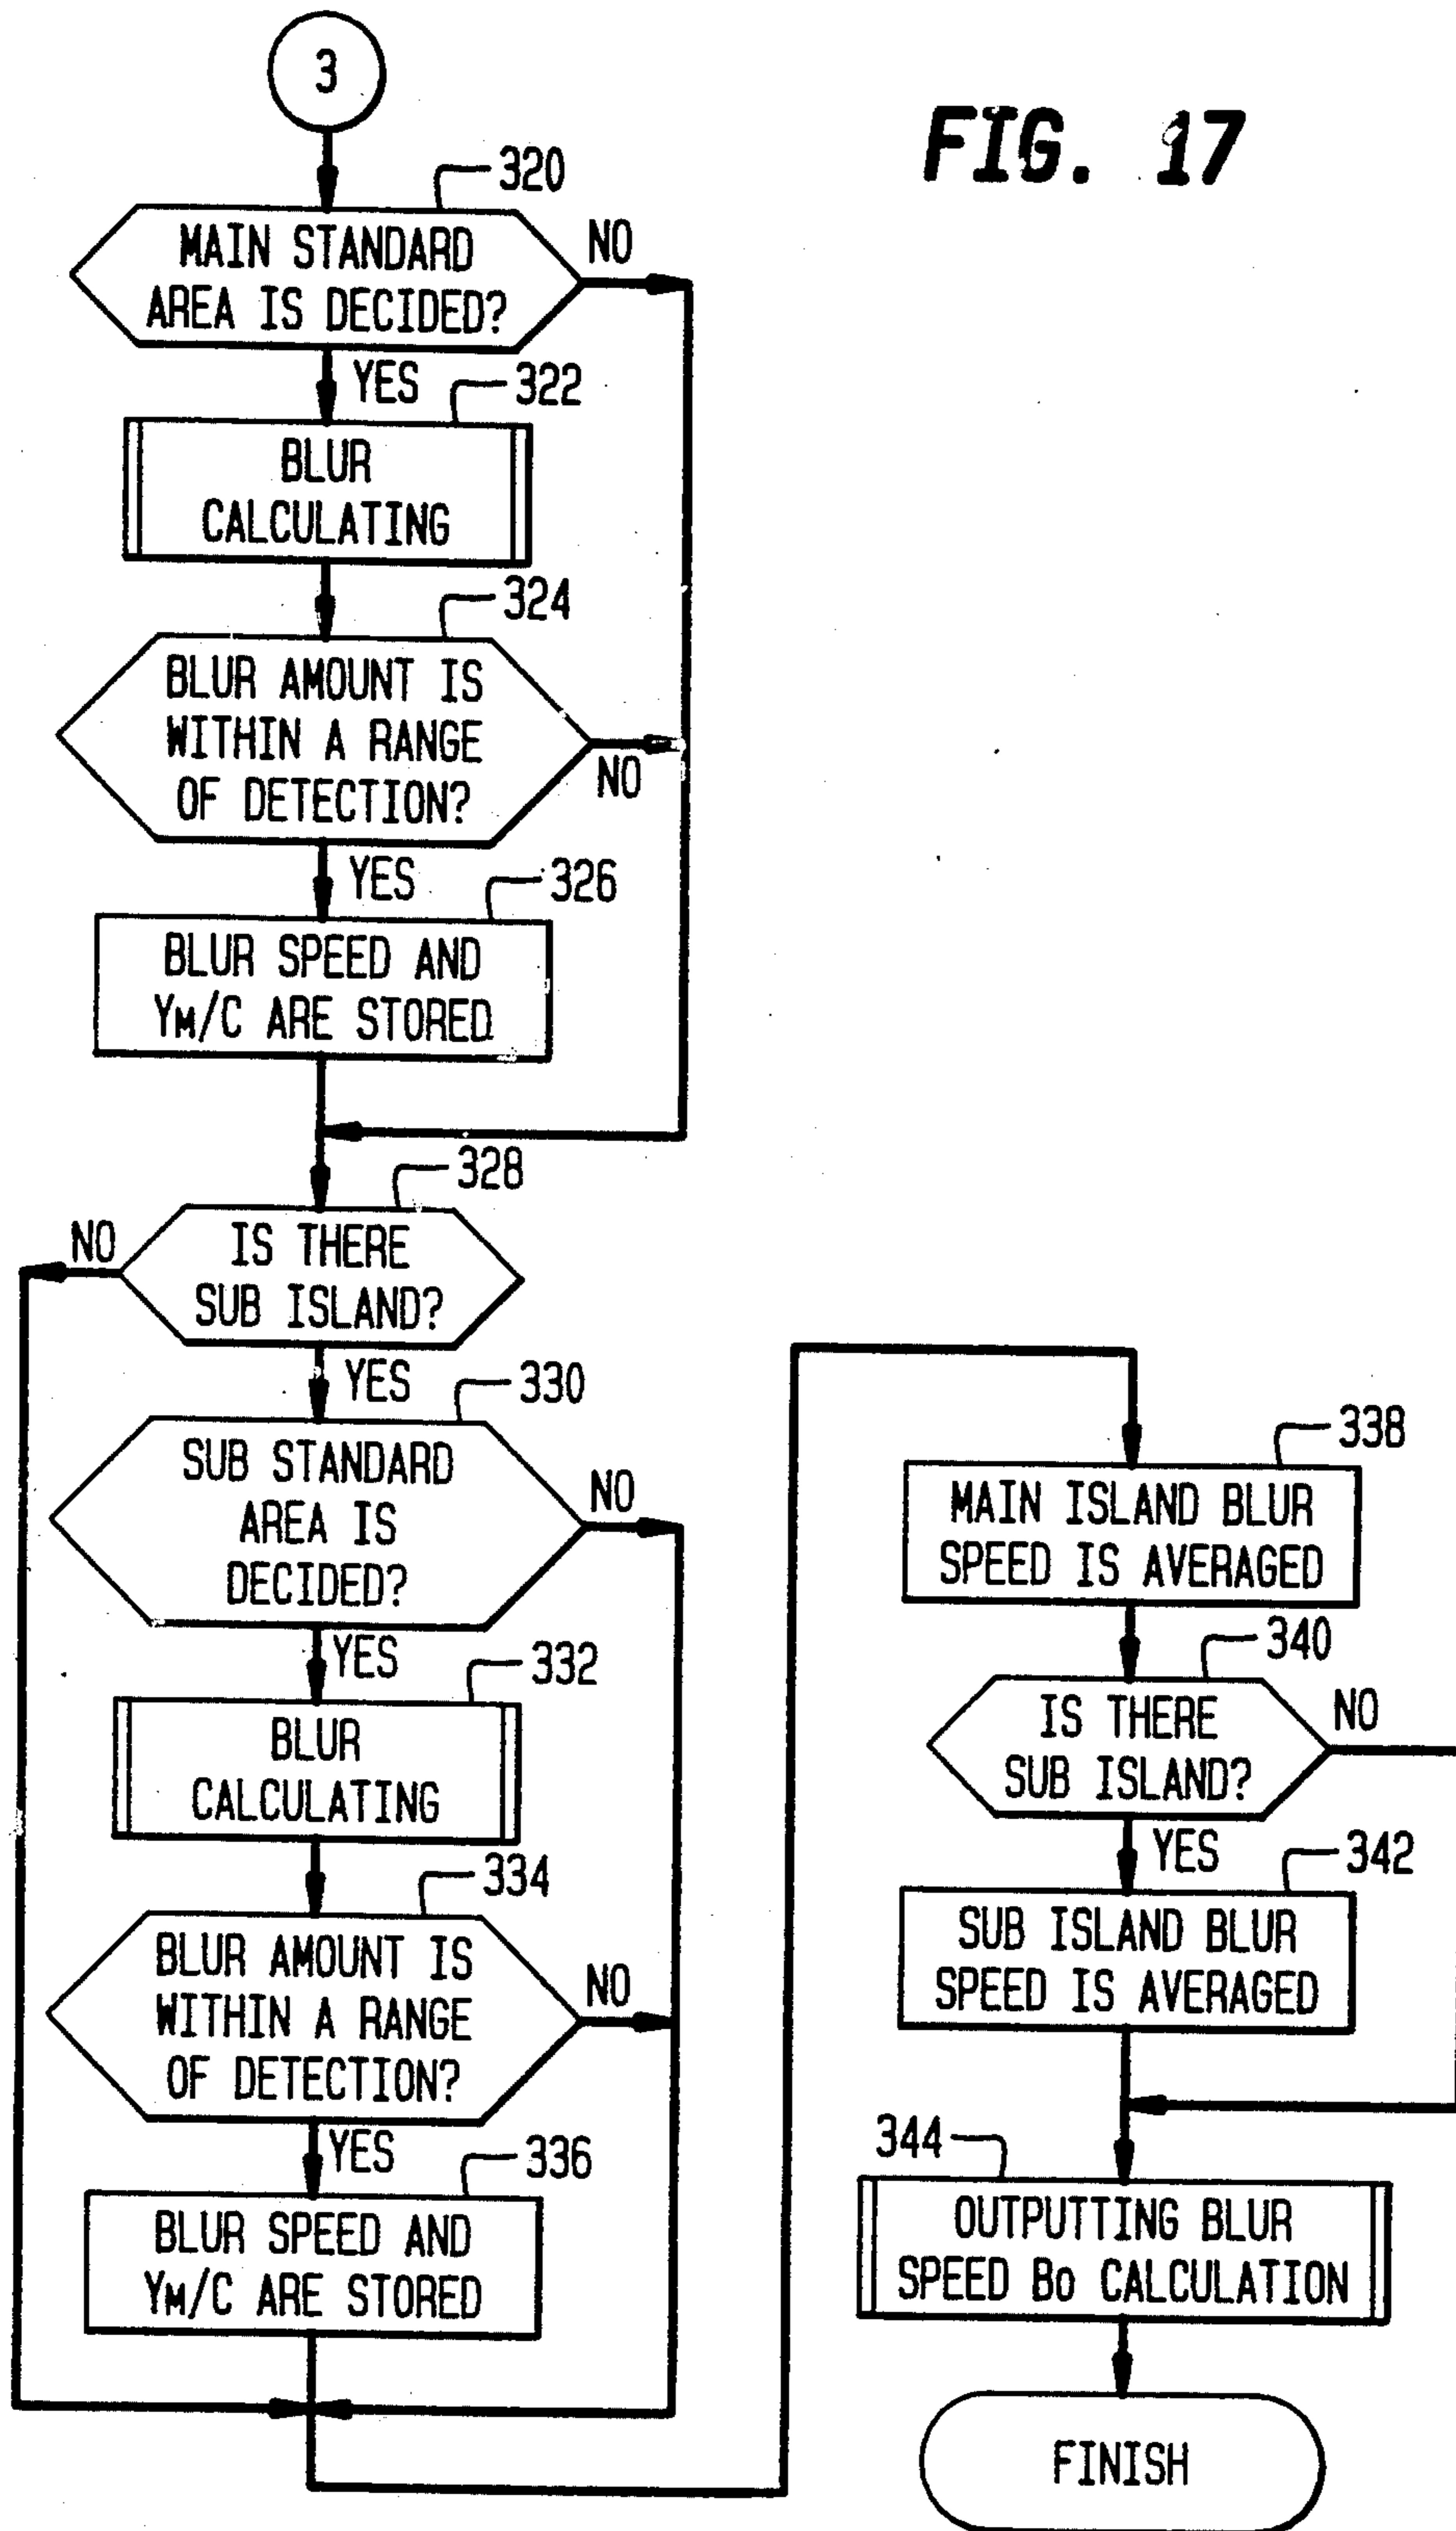 3
FIG. 17
320
MAIN STANDARD
AREA IS DECIDED?
NO
YES
322
BLUR
CALCULATING
324
BLUR AMOUNT IS
WITHIN A RANGE
OF DETECTION?
NO
YES
326
BLUR SPEED AND
YM/C ARE STORED
328
NO
IS THERE
SUB ISLAND?
YES
330
SUB STANDARD
AREA IS
DECIDED?
NO
YES
332
BLUR
CALCULATING
334
BLUR AMOUNT IS
WITHIN A RANGE
OF DETECTION?
NO
YES
336
BLUR SPEED AND
YM/C ARE STORED
338
MAIN ISLAND BLUR
SPEED IS AVERAGED
340
IS THERE
SUB ISLAND?
NO
YES
342
SUB ISLAND BLUR
SPEED IS AVERAGED
344
OUTPUTTING BLUR
SPEED BO CALCULATION
FINISH